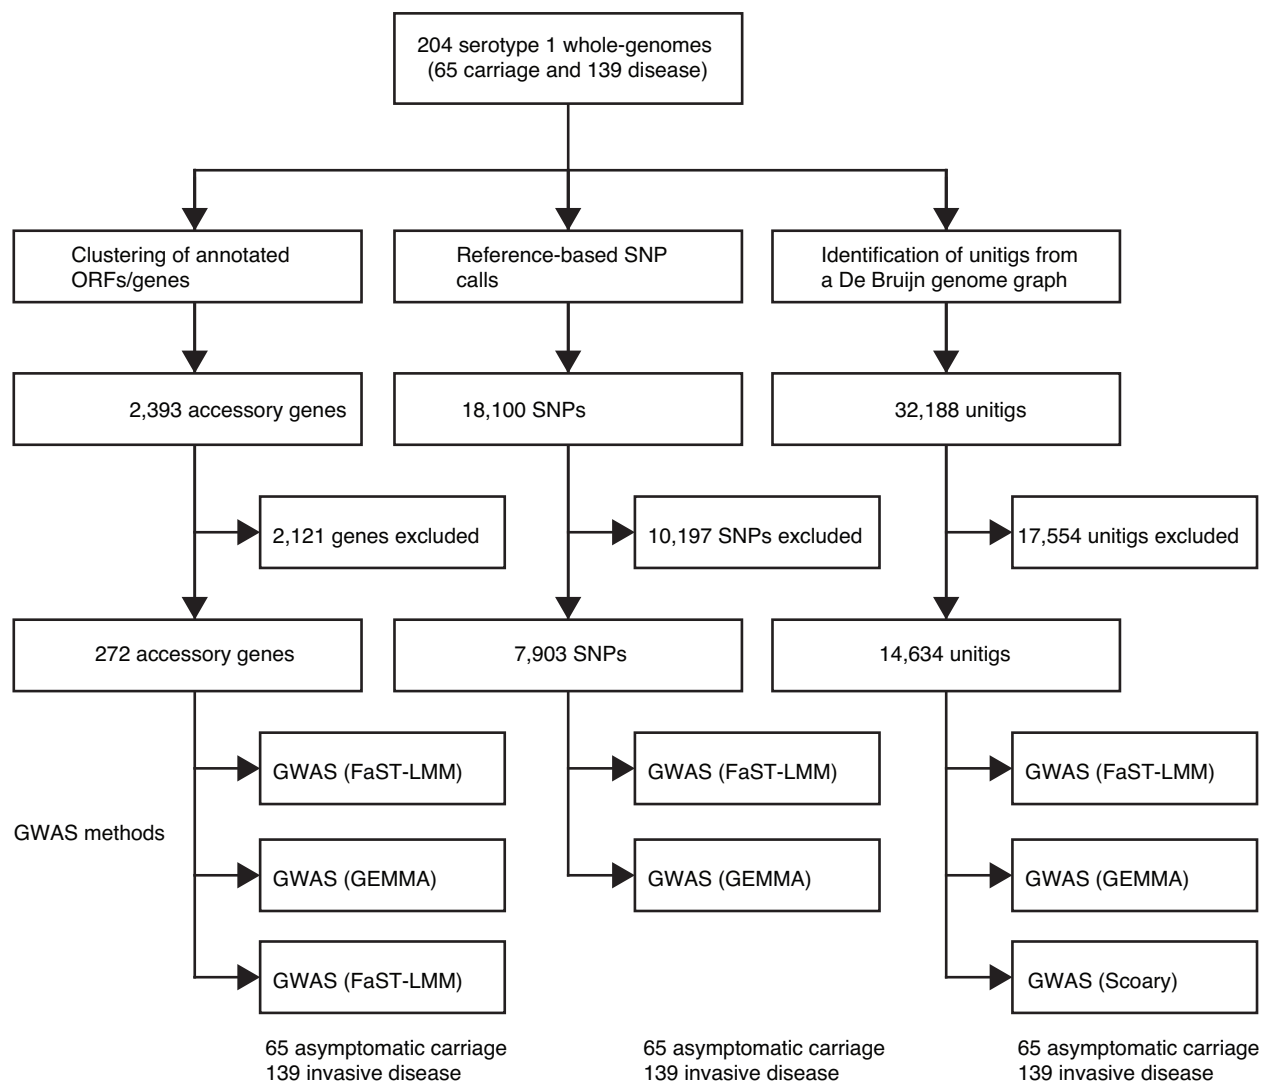 204 serotype 1 whole-genomes
(65 carriage and 139 disease)
Clustering of annotated
ORFs/genes
Reference-based SNP
calls
Identification of unitigs from
a De Bruijn genome graph
2,393 accessory genes
18,100 SNPs
32,188 unitigs
2,121 genes excluded
10,197 SNPs excluded
17,554 unitigs excluded
272 accessory genes
7,903 SNPs
14,634 unitigs
GWAS (FaST-LMM)
GWAS (FaST-LMM)
GWAS (FaST-LMM)
GWAS methods
GWAS (GEMMA)
GWAS (GEMMA)
GWAS (GEMMA)
GWAS (FaST-LMM)
GWAS (Scoary)
65 asymptomatic carriage
139 invasive disease
65 asymptomatic carriage
139 invasive disease
65 asymptomatic carriage
139 invasive disease